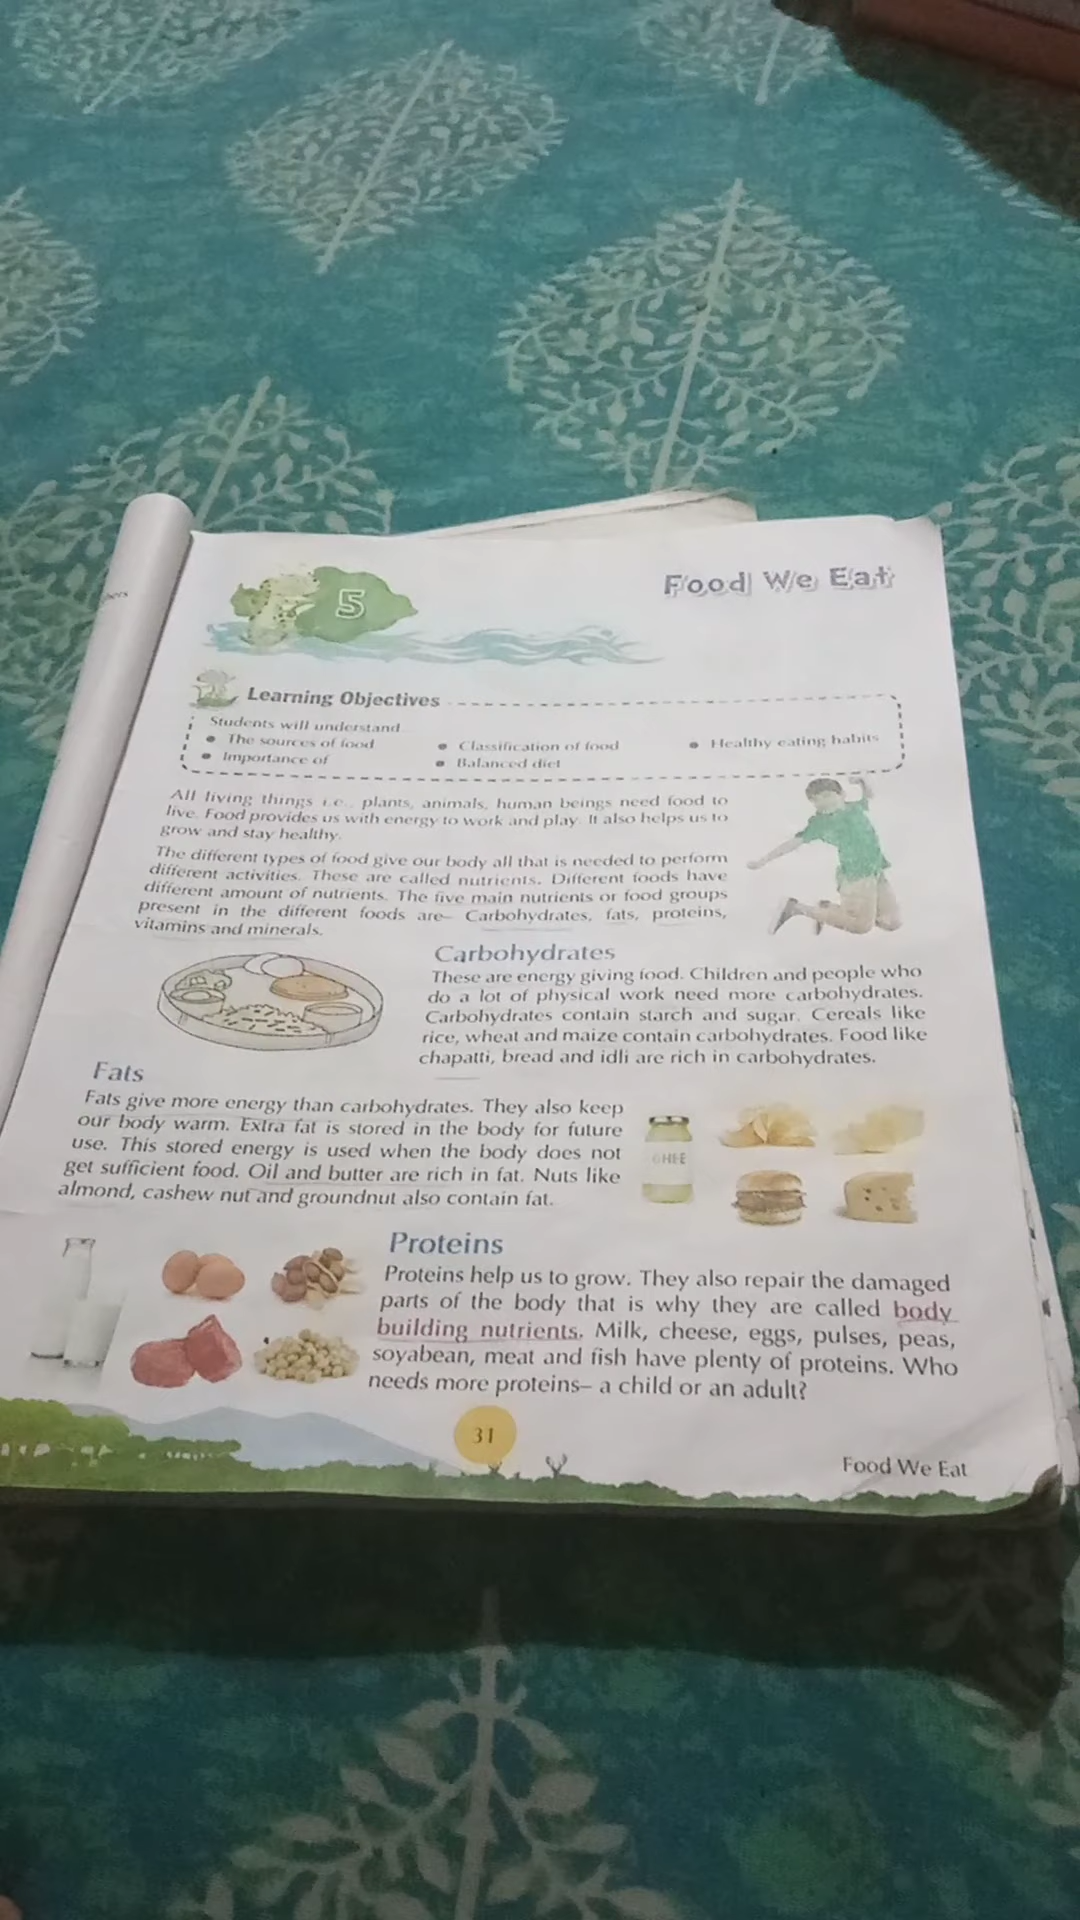 5
Food We Eat
Learning Objectives
Students will understand
• The sources of food
• Classification of food
• Healthy eating habits
• Importance of
• Balanced diet
All living things i.e., plants, animals, human beings need food to
live. Food provides us with energy to work and play. It also helps us to
grow and stay healthy.
The different types of food give our body all that is needed to perform
different activities. These are called nutrients. Different foods have
different amount of nutrients. The five main nutrients or food groups
present in the different foods are– Carbohydrates, fats, proteins,
vitamins and minerals.
Carbohydrates
These are energy giving food. Children and people who
do a lot of physical work need more carbohydrates.
Carbohydrates contain starch and sugar. Cereals like
rice, wheat and maize contain carbohydrates. Food like
chapatti, bread and idli are rich in carbohydrates.
Fats
Fats give more energy than carbohydrates. They also keep
our body warm. Extra fat is stored in the body for future
use. This stored energy is used when the body does not
get sufficient food. Oil and butter are rich in fat. Nuts like
almond, cashew nut and groundnut also contain fat.
GHEE
Proteins
Proteins help us to grow. They also repair the damaged
parts of the body that is why they are called body
building nutrients. Milk, cheese, eggs, pulses, peas,
soyabean, meat and fish have plenty of proteins. Who
needs more proteins– a child or an adult?
31
Food We Eat